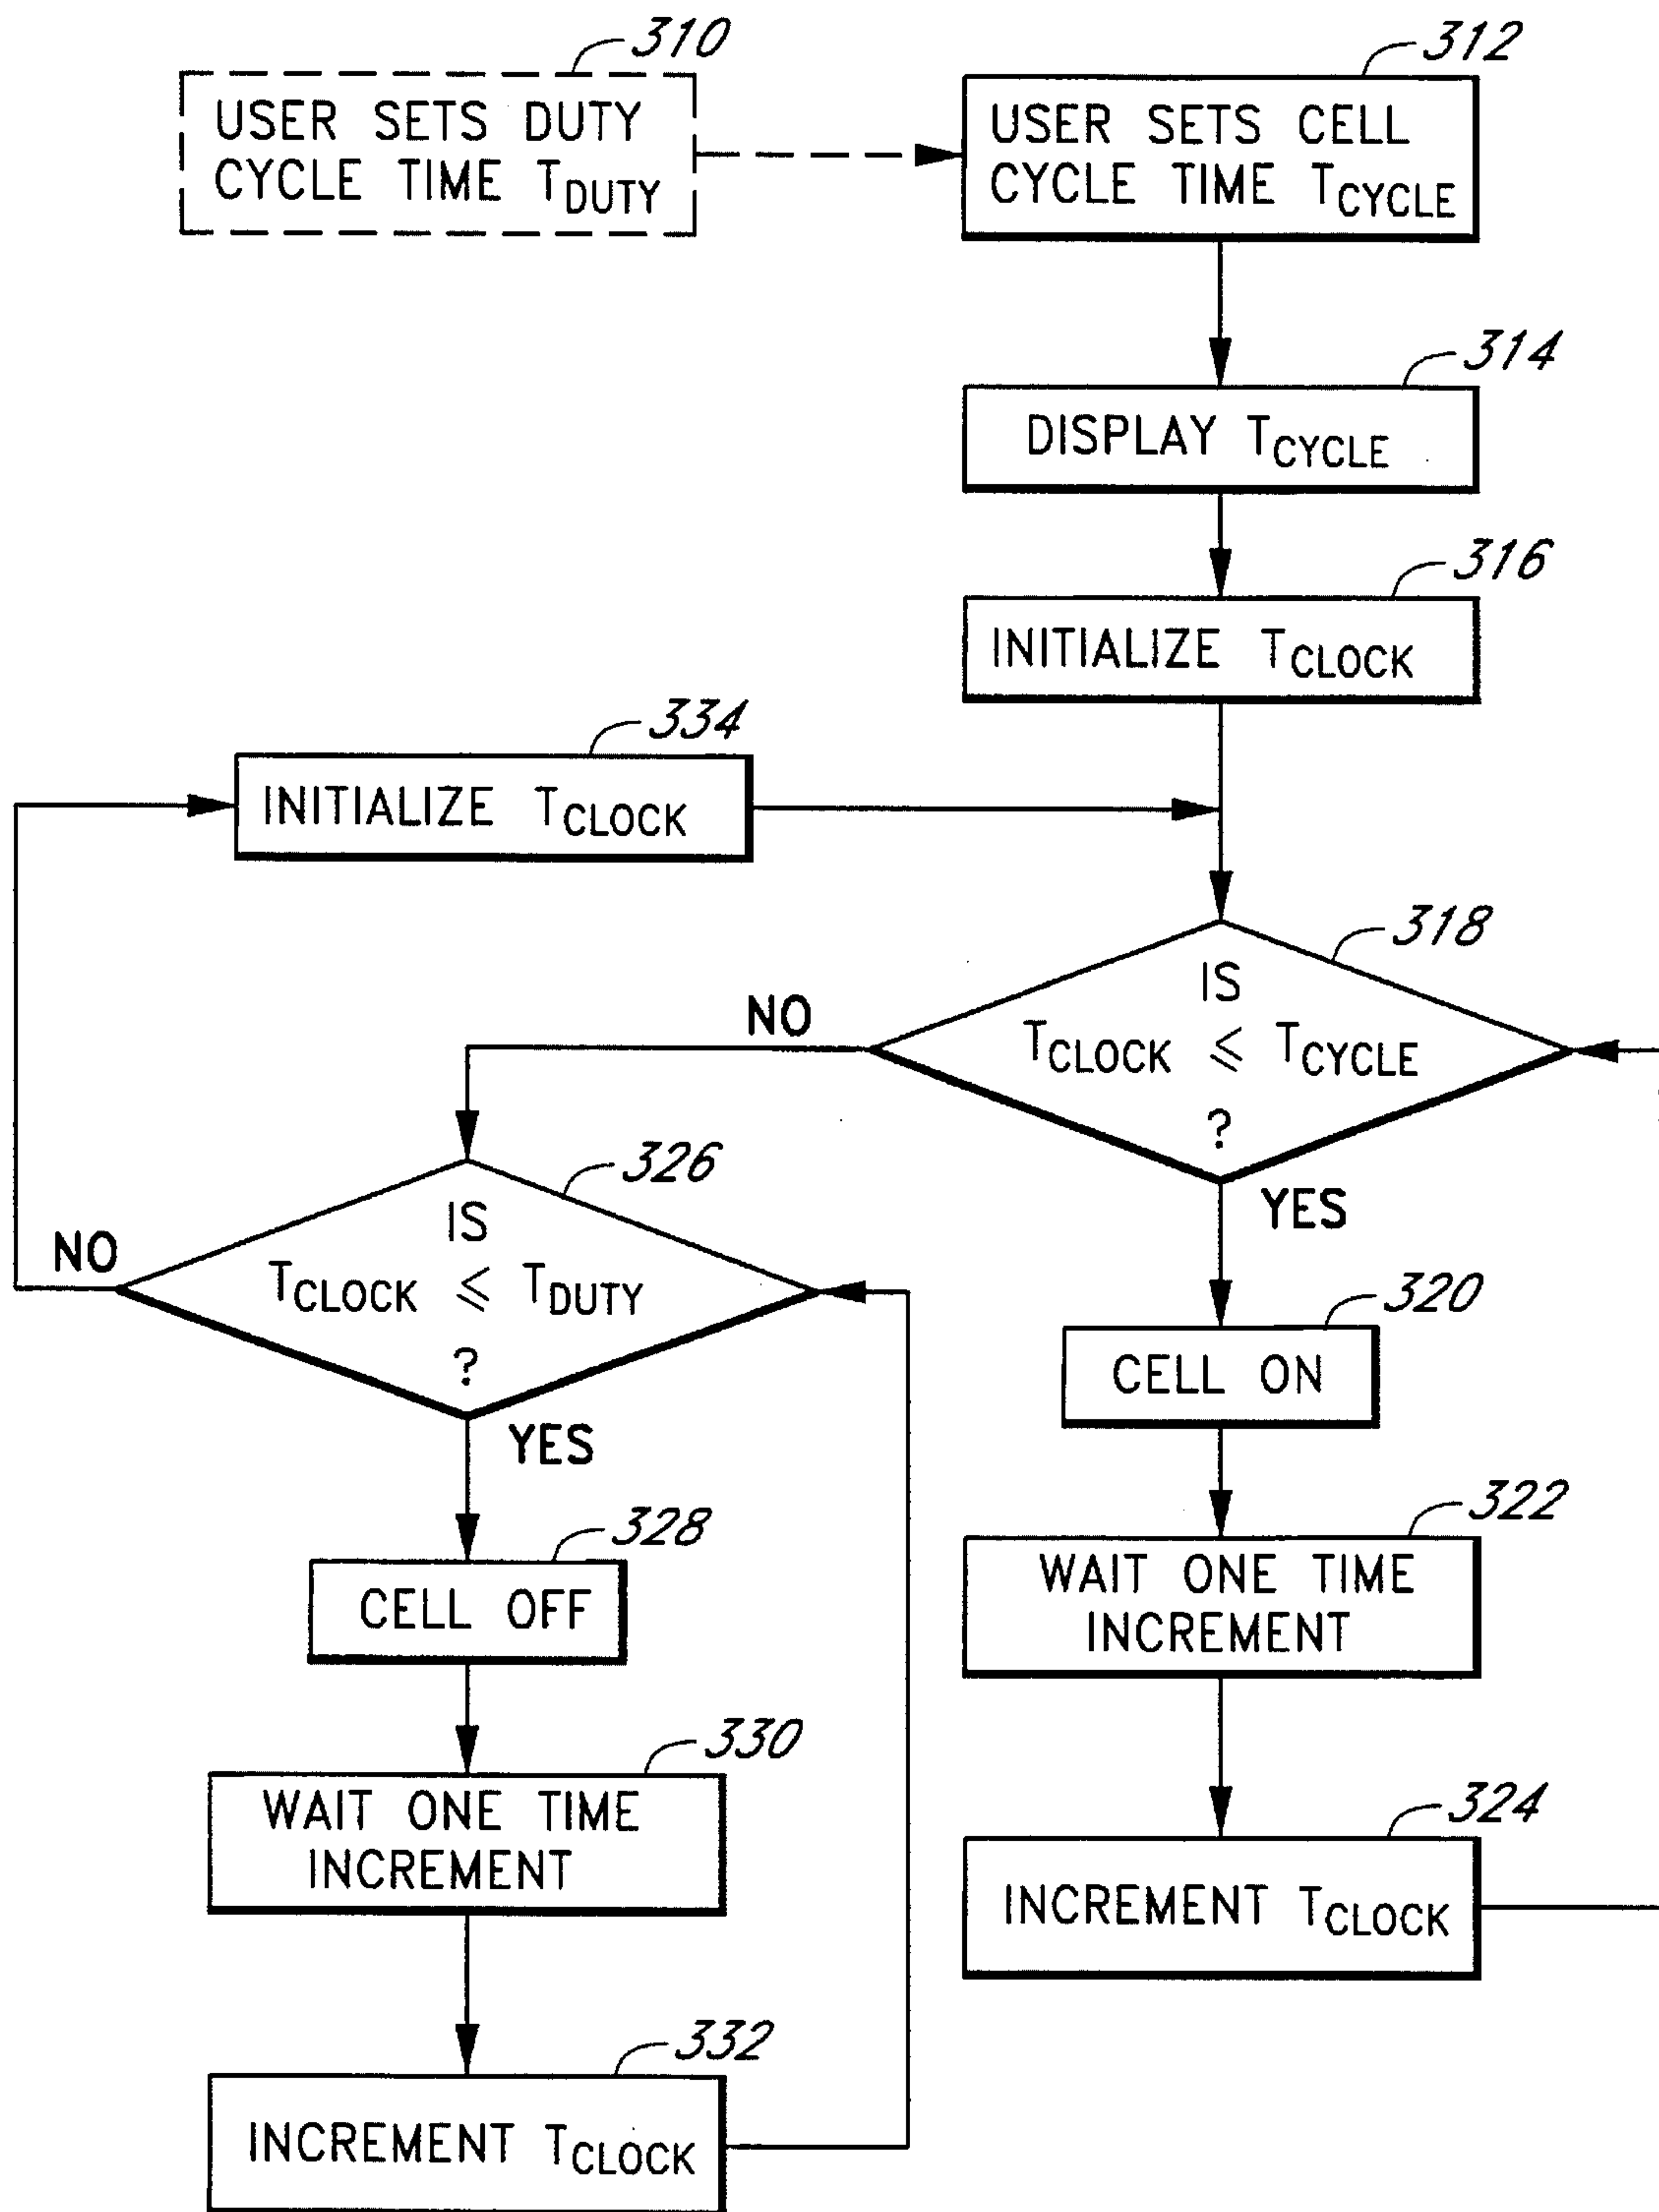 310
USER SETS DUTY
CYCLE TIME TDUTY
312
USER SETS CELL
CYCLE TIME TCYCLE
314
DISPLAY TCYCLE
316
INITIALIZE TCLOCK
334
INITIALIZE TCLOCK
318
IS
TCLOCK ≤ TCYCLE
?
NO
YES
326
IS
TCLOCK ≤ TDUTY
?
NO
YES
320
CELL ON
322
WAIT ONE TIME
INCREMENT
324
INCREMENT TCLOCK
328
CELL OFF
330
WAIT ONE TIME
INCREMENT
332
INCREMENT TCLOCK